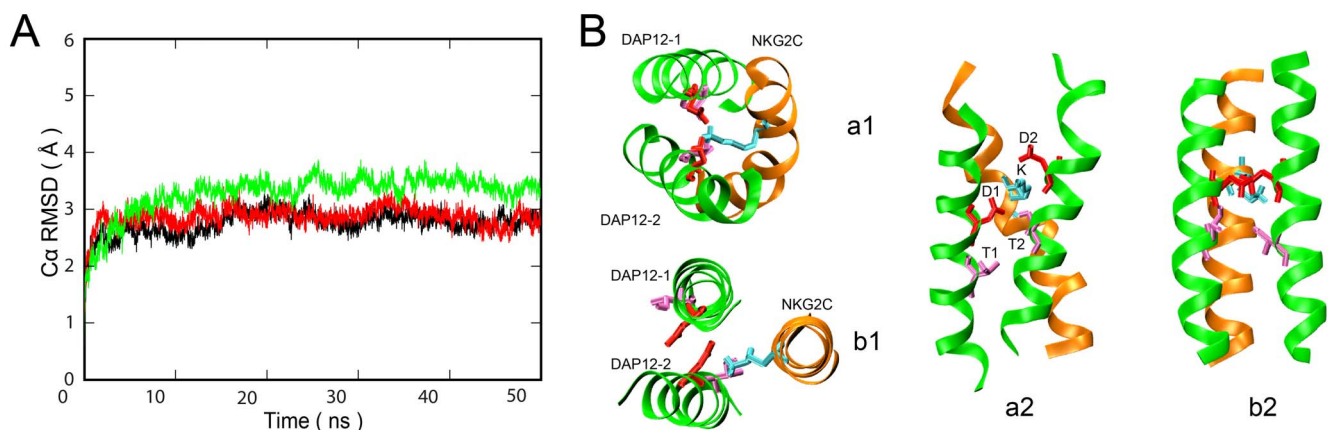 A
6
5
4
3
2
1
0
Cα RMSD ( Å )
0 10 20 30 40 50
Time ( ns )
B
DAP12-1
NKG2C
DAP12-2
a1
DAP12-1
NKG2C
DAP12-2
b1
D2
K
D1
T2
T1
a2
b2